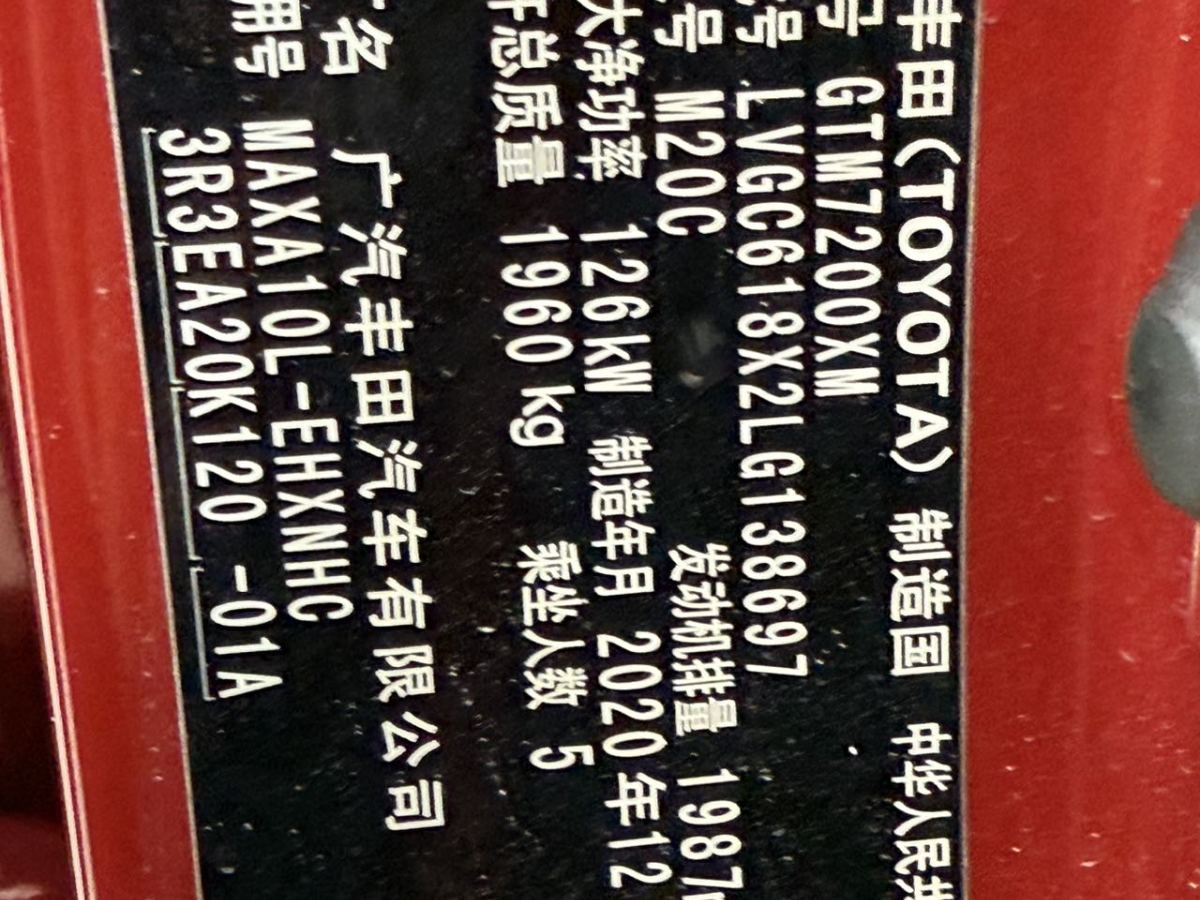 丰田(TOYOTA) 制造国 中华人民共
号 GTM7200XM
号 LVGC618X2LG138697
号 M20C 发动机排量 1987
大净功率 126kW 制造年月 2020年12
总质量 1960kg 乘坐人数 5
名 广汽丰田汽车有限公司
用号 MAXA10L-EHXNHC
3R3EA20K120 -01A